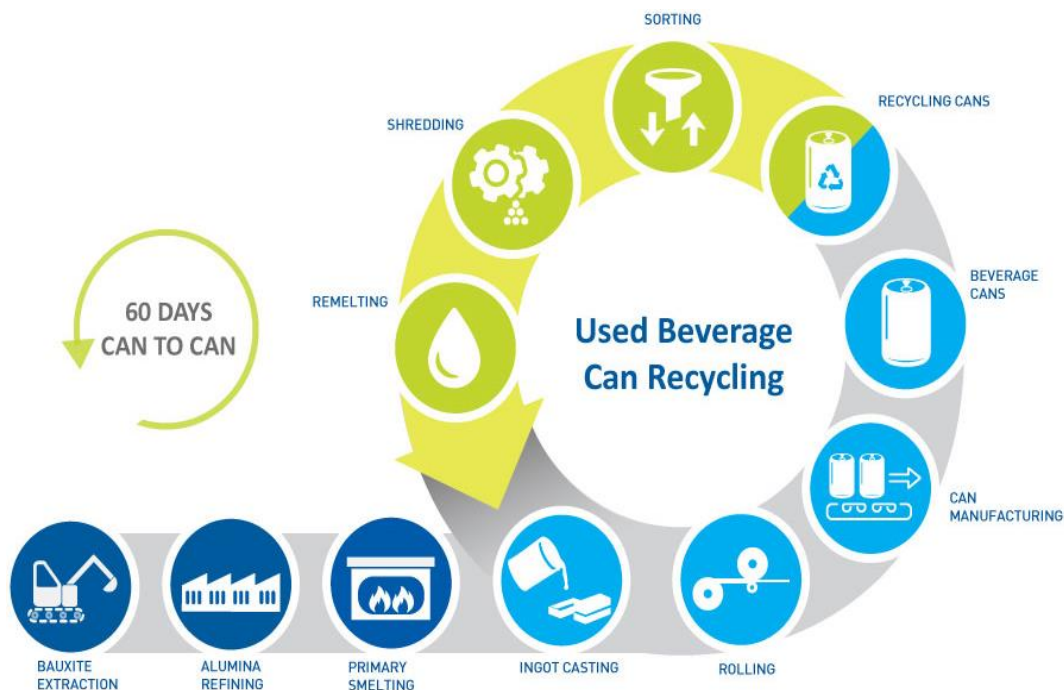 SORTING
RECYCLING CANS
SHREDDING
BEVERAGE
CANS
REMELTING
60 DAYS
CAN TO CAN
Used Beverage
Can Recycling
CAN
MANUFACTURING
BAUXITE
EXTRACTION
ALUMINA
REFINING
PRIMARY
SMELTING
INGOT CASTING
ROLLING